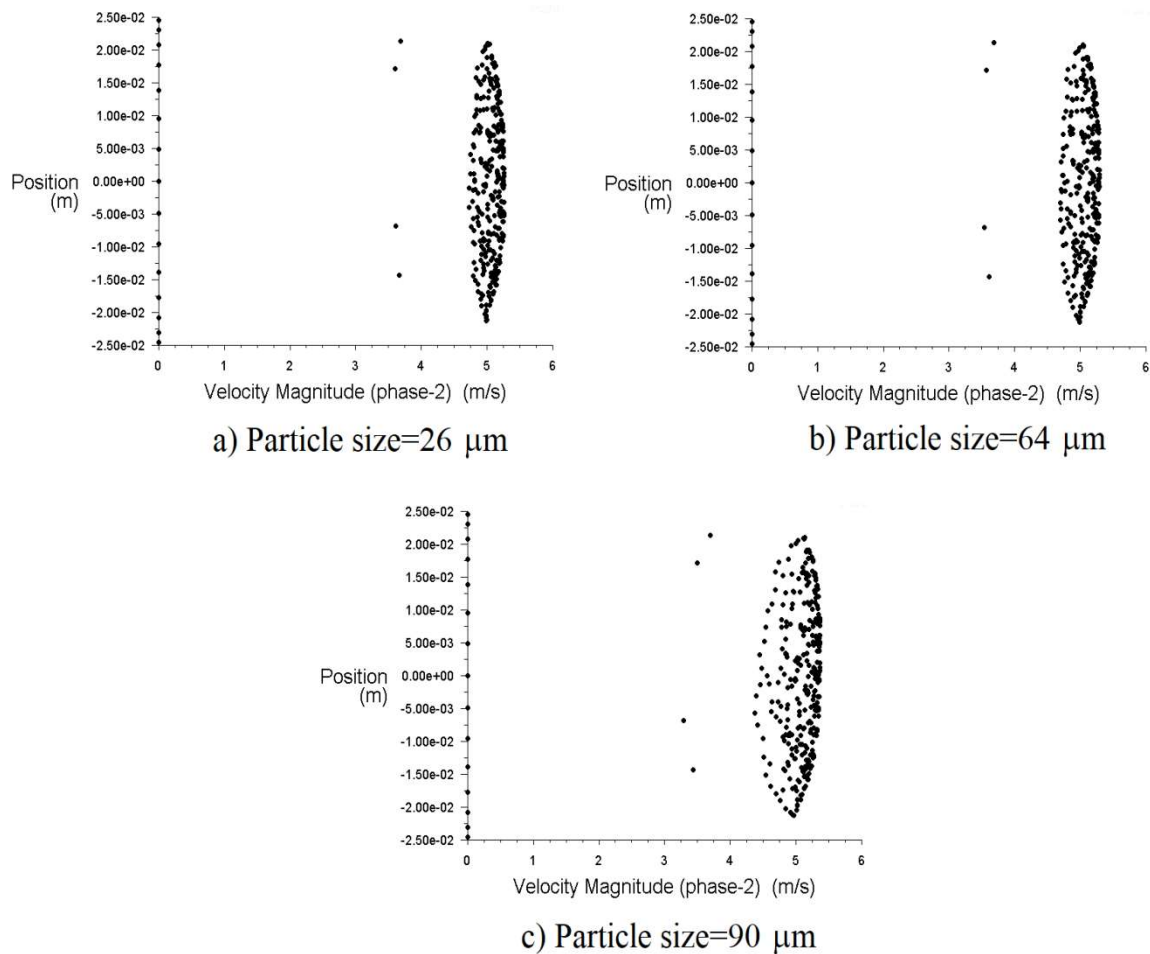 2.50e-02
2.00e-02
1.50e-02
1.00e-02
5.00e-03
0.00e+00
-5.00e-03
-1.00e-02
-1.50e-02
-2.00e-02
-2.50e-02
Position
(m)
0 1 2 3 4 5 6
Velocity Magnitude (phase-2) (m/s)
a) Particle size=26 μm
2.50e-02
2.00e-02
1.50e-02
1.00e-02
5.00e-03
0.00e+00
-5.00e-03
-1.00e-02
-1.50e-02
-2.00e-02
-2.50e-02
Position
(m)
0 1 2 3 4 5 6
Velocity Magnitude (phase-2) (m/s)
b) Particle size=64 μm
2.50e-02
2.00e-02
1.50e-02
1.00e-02
5.00e-03
0.00e+00
-5.00e-03
-1.00e-02
-1.50e-02
-2.00e-02
-2.50e-02
Position
(m)
0 1 2 3 4 5 6
Velocity Magnitude (phase-2) (m/s)
c) Particle size=90 μm